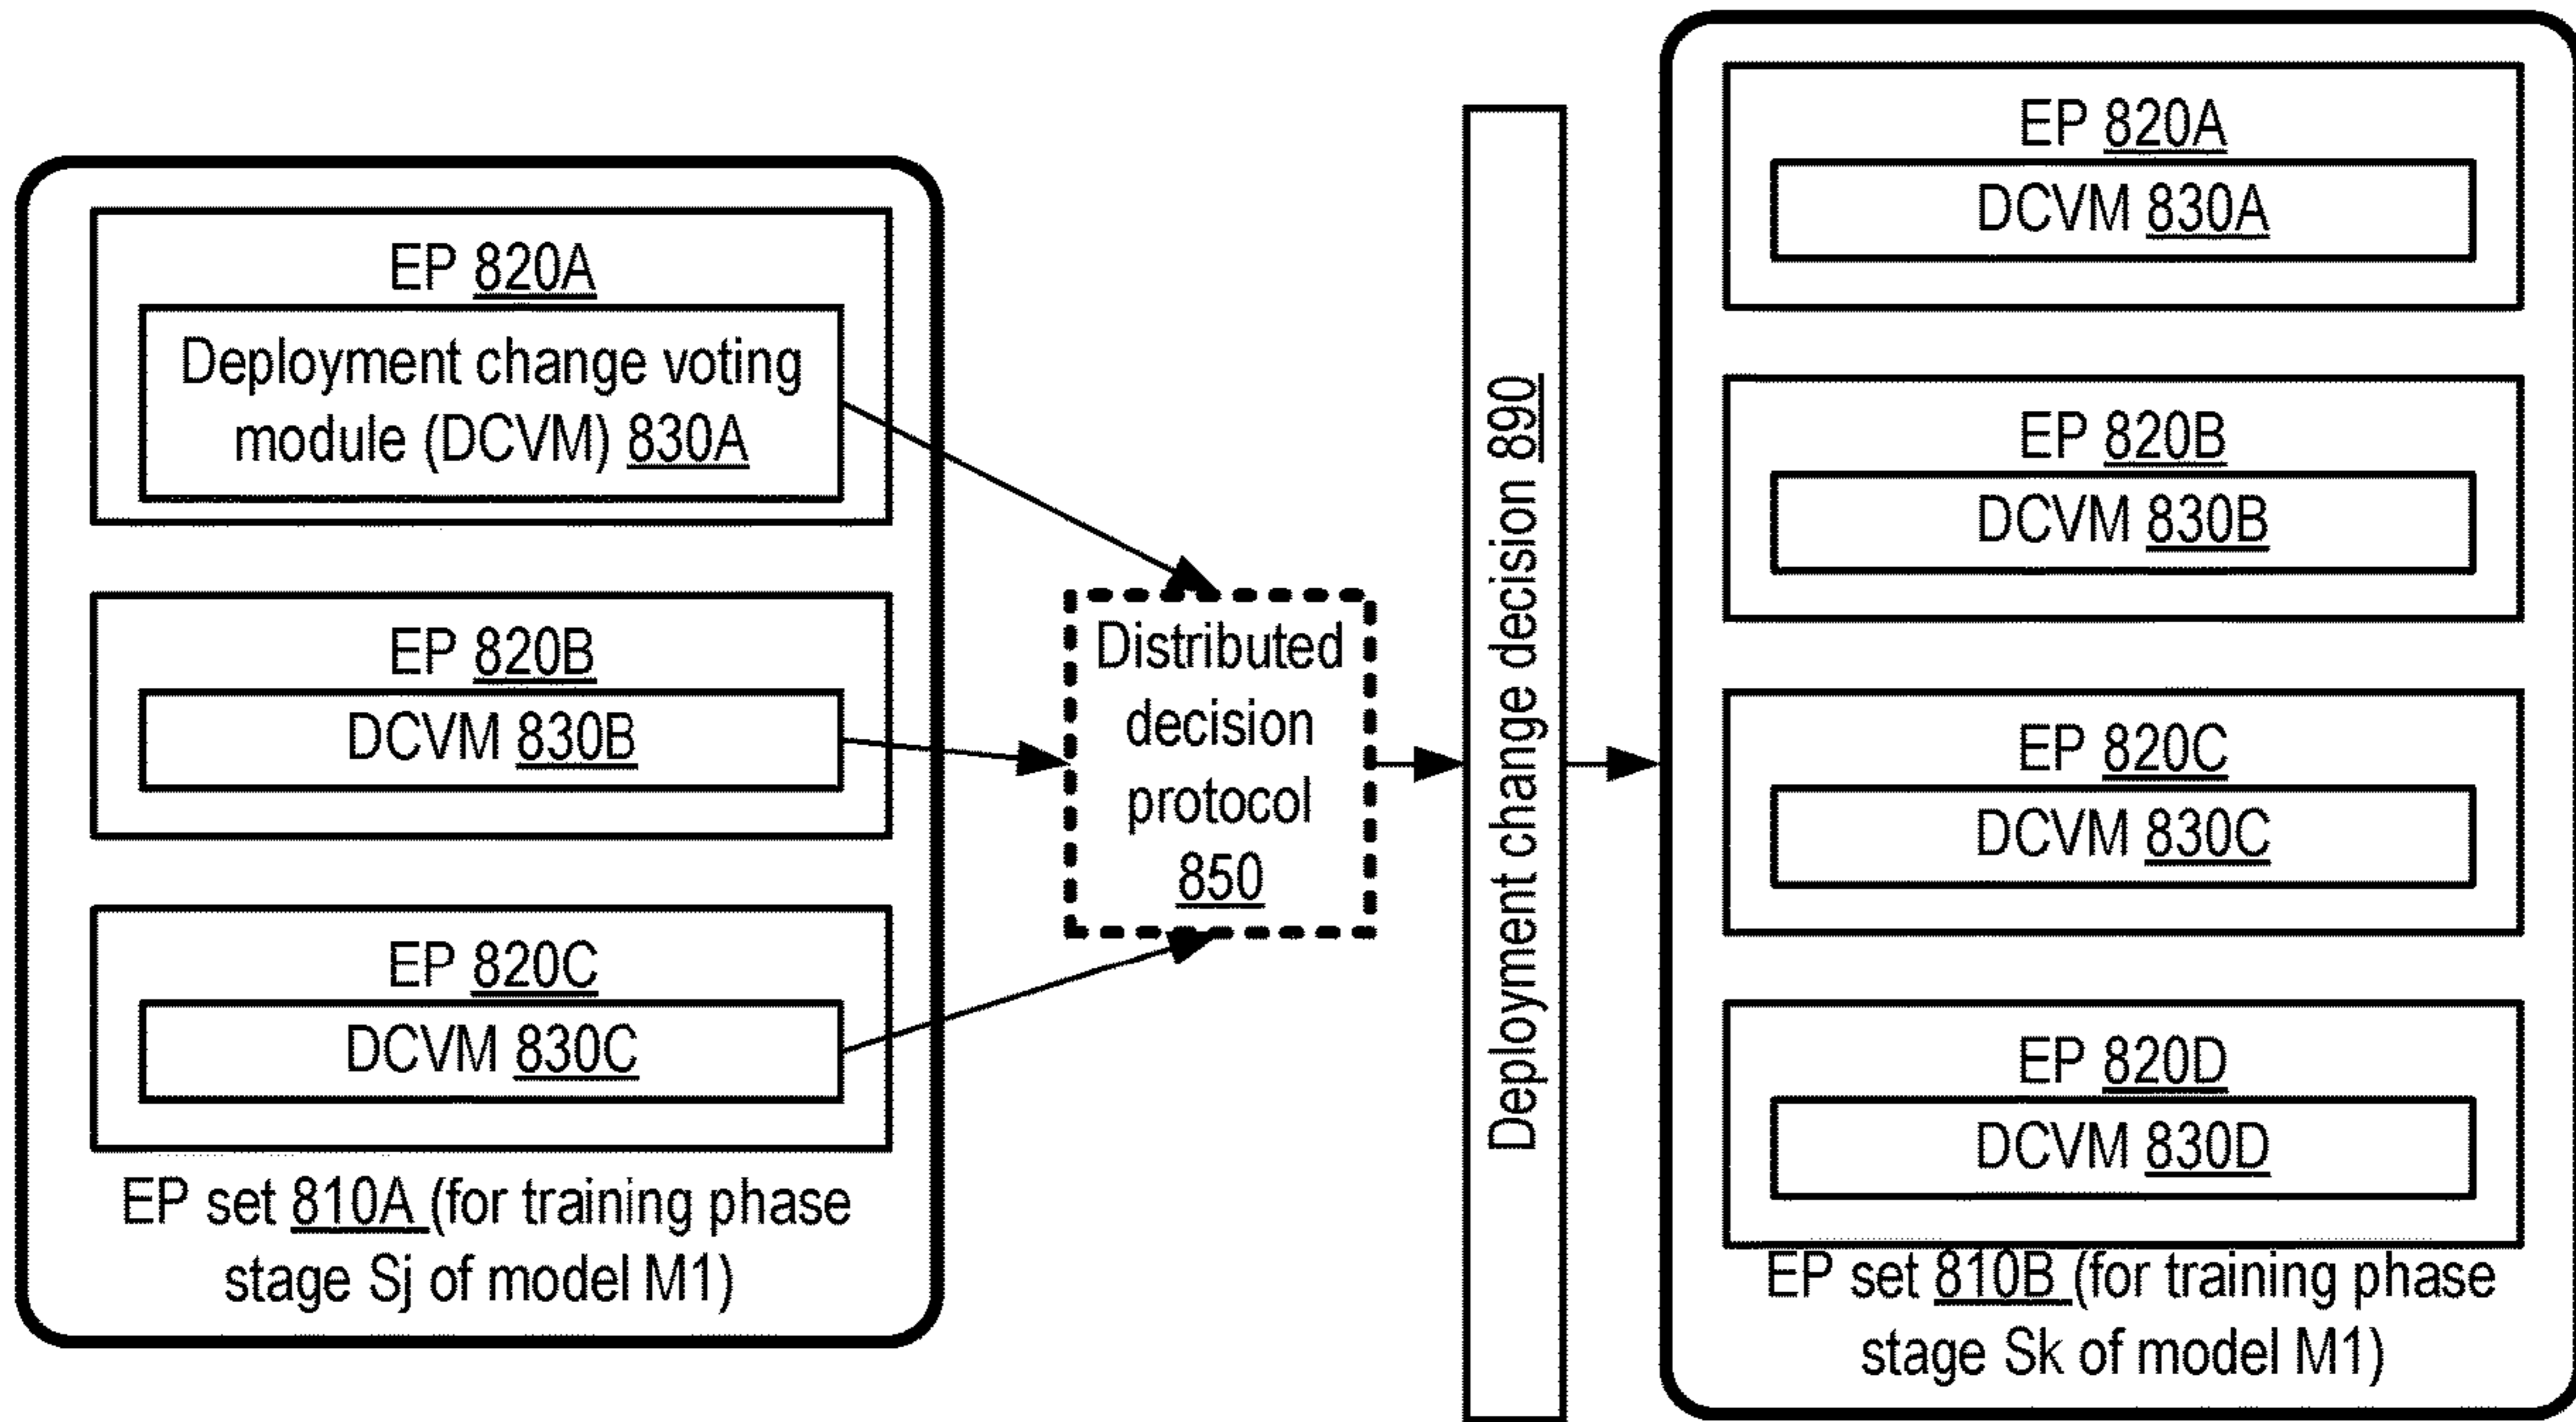 EP 820A
Deployment change voting
module (DCVM) 830A
EP 820B
DCVM 830B
EP 820C
DCVM 830C
EP set 810A (for training phase
stage Sj of model M1)
Distributed
decision
protocol
850
Deployment change decision 890
EP 820A
DCVM 830A
EP 820B
DCVM 830B
EP 820C
DCVM 830C
EP 820D
DCVM 830D
EP set 810B (for training phase
stage Sk of model M1)